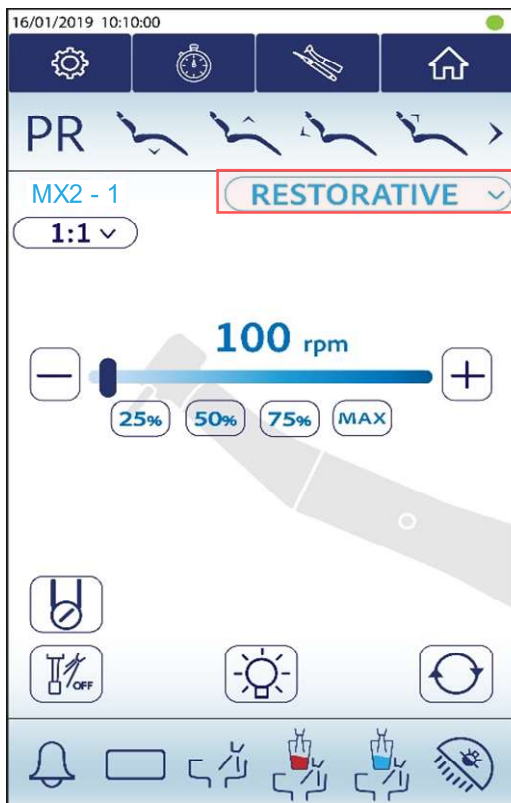 16/01/2019 10:10:00
PR
MX2 - 1 RESTORATIVE
1:1
100 rpm
25% 50% 75% MAX
OFF